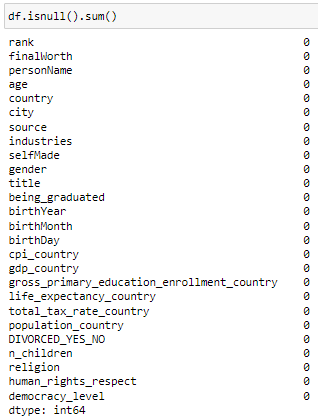 df.isnull().sum()
rank 0
finalWorth 0
personName 0
age 0
country 0
city 0
source 0
industries 0
selfMade 0
gender 0
title 0
being_graduated 0
birthYear 0
birthMonth 0
birthDay 0
cpi_country 0
gdp_country 0
gross_primary_education_enrollment_country 0
life_expectancy_country 0
total_tax_rate_country 0
population_country 0
DIVORCED_YES_NO 0
n_children 0
religion 0
human_rights_respect 0
democracy_level 0
dtype: int64